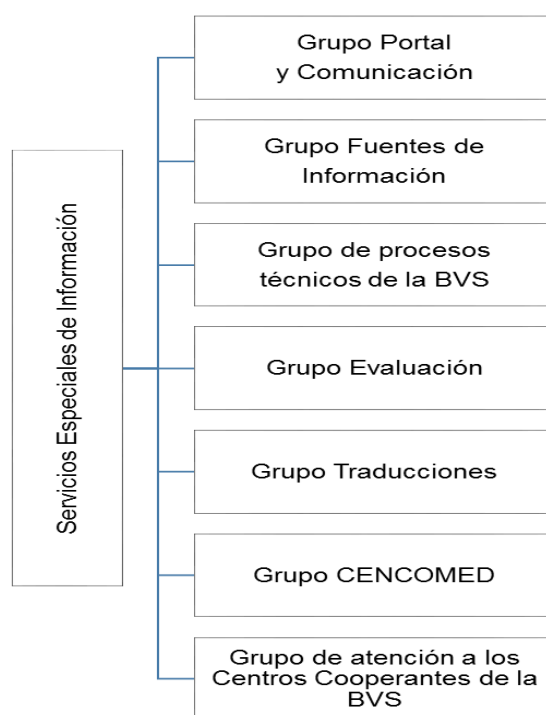 Servicios Especiales de Información
Grupo Portal
y Comunicación
Grupo Fuentes de
Información
Grupo de procesos
técnicos de la BVS
Grupo Evaluación
Grupo Traducciones
Grupo CENCOMED
Grupo de atención a los
Centros Cooperantes de la
BVS